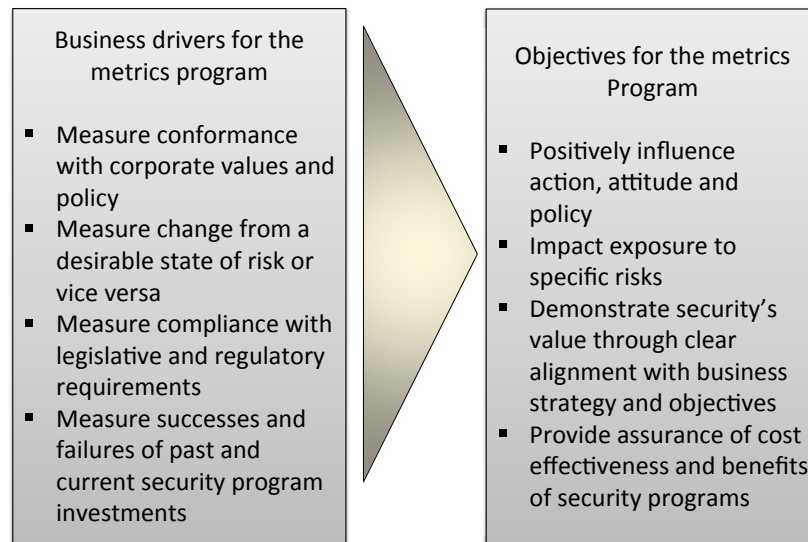 Business drivers for the
metrics program
▪ Measure conformance
with corporate values and
policy
▪ Measure change from a
desirable state of risk or
vice versa
▪ Measure compliance with
legislative and regulatory
requirements
▪ Measure successes and
failures of past and
current security program
investments
Objectives for the metrics
Program
▪ Positively influence
action, attitude and
policy
▪ Impact exposure to
specific risks
▪ Demonstrate security’s
value through clear
alignment with business
strategy and objectives
▪ Provide assurance of cost
effectiveness and benefits
of security programs